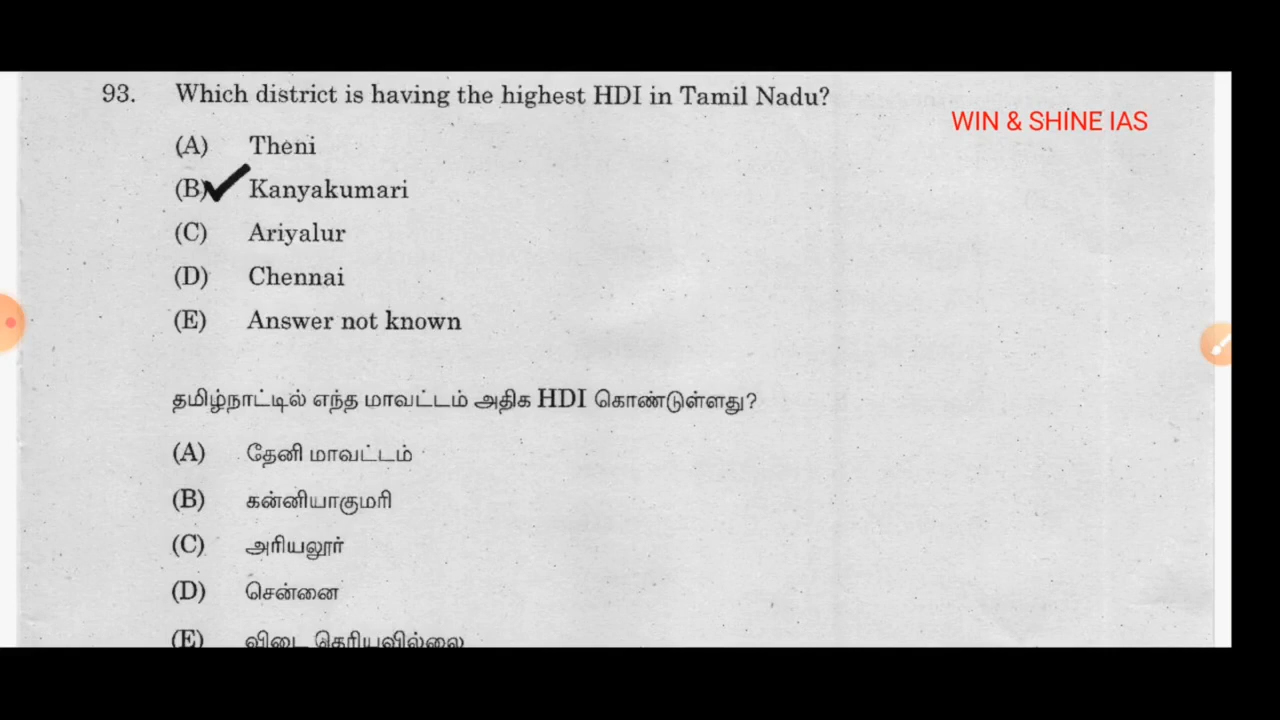 93. Which district is having the highest HDI in Tamil Nadu?
WIN & SHINE IAS
(A) Theni
(B) Kanyakumari
(C) Ariyalur
(D) Chennai
(E) Answer not known
தமிழ்நாட்டில் எந்த மாவட்டம் அதிக HDI கொண்டுள்ளது?
(A) தேனி மாவட்டம்
(B) கன்னியாகுமரி
(C) அரியலூர்
(D) சென்னை
(E) விடை தெரியவில்லை